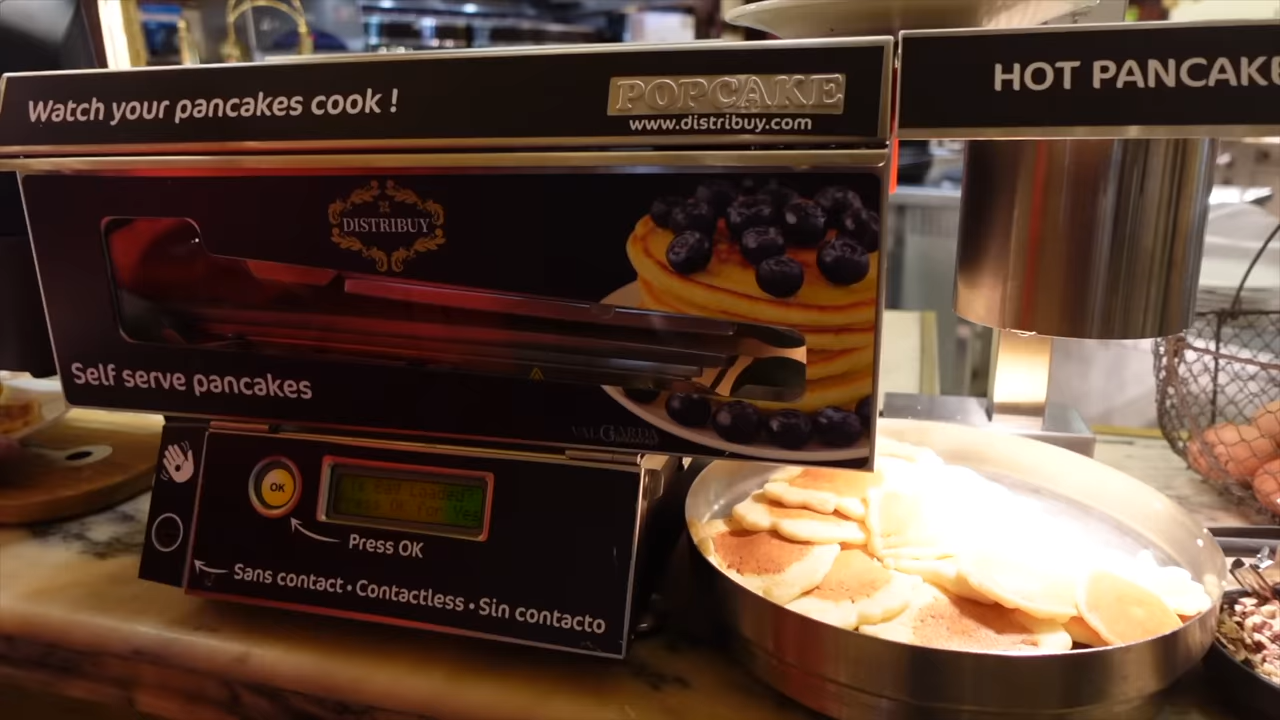 Watch your pancakes cook !
POPCAKE
www.distribuy.com
HOT PANCAKE
DISTRIBUY
Self serve pancakes
VALGARDA
OK
Press OK
Sans contact • Contactless • Sin contacto